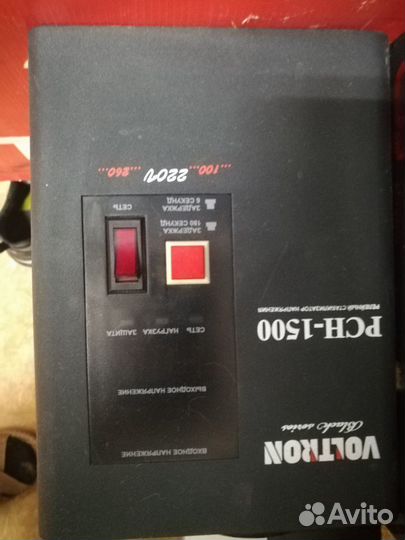 VOLTRON
Black series
РСН-1500
РЕЛЕЙНЫЙ СТАБИЛИЗАТОР НАПРЯЖЕНИЯ
ВХОДНОЕ НАПРЯЖЕНИЕ
ВЫХОДНОЕ НАПРЯЖЕНИЕ
СЕТЬ НАГРУЗКА ЗАЩИТА
ЗАДЕРЖКА
180 СЕКУНД
ЗАДЕРЖКА
6 СЕКУНД
СЕТЬ
...100... 220V ...260...
Avito